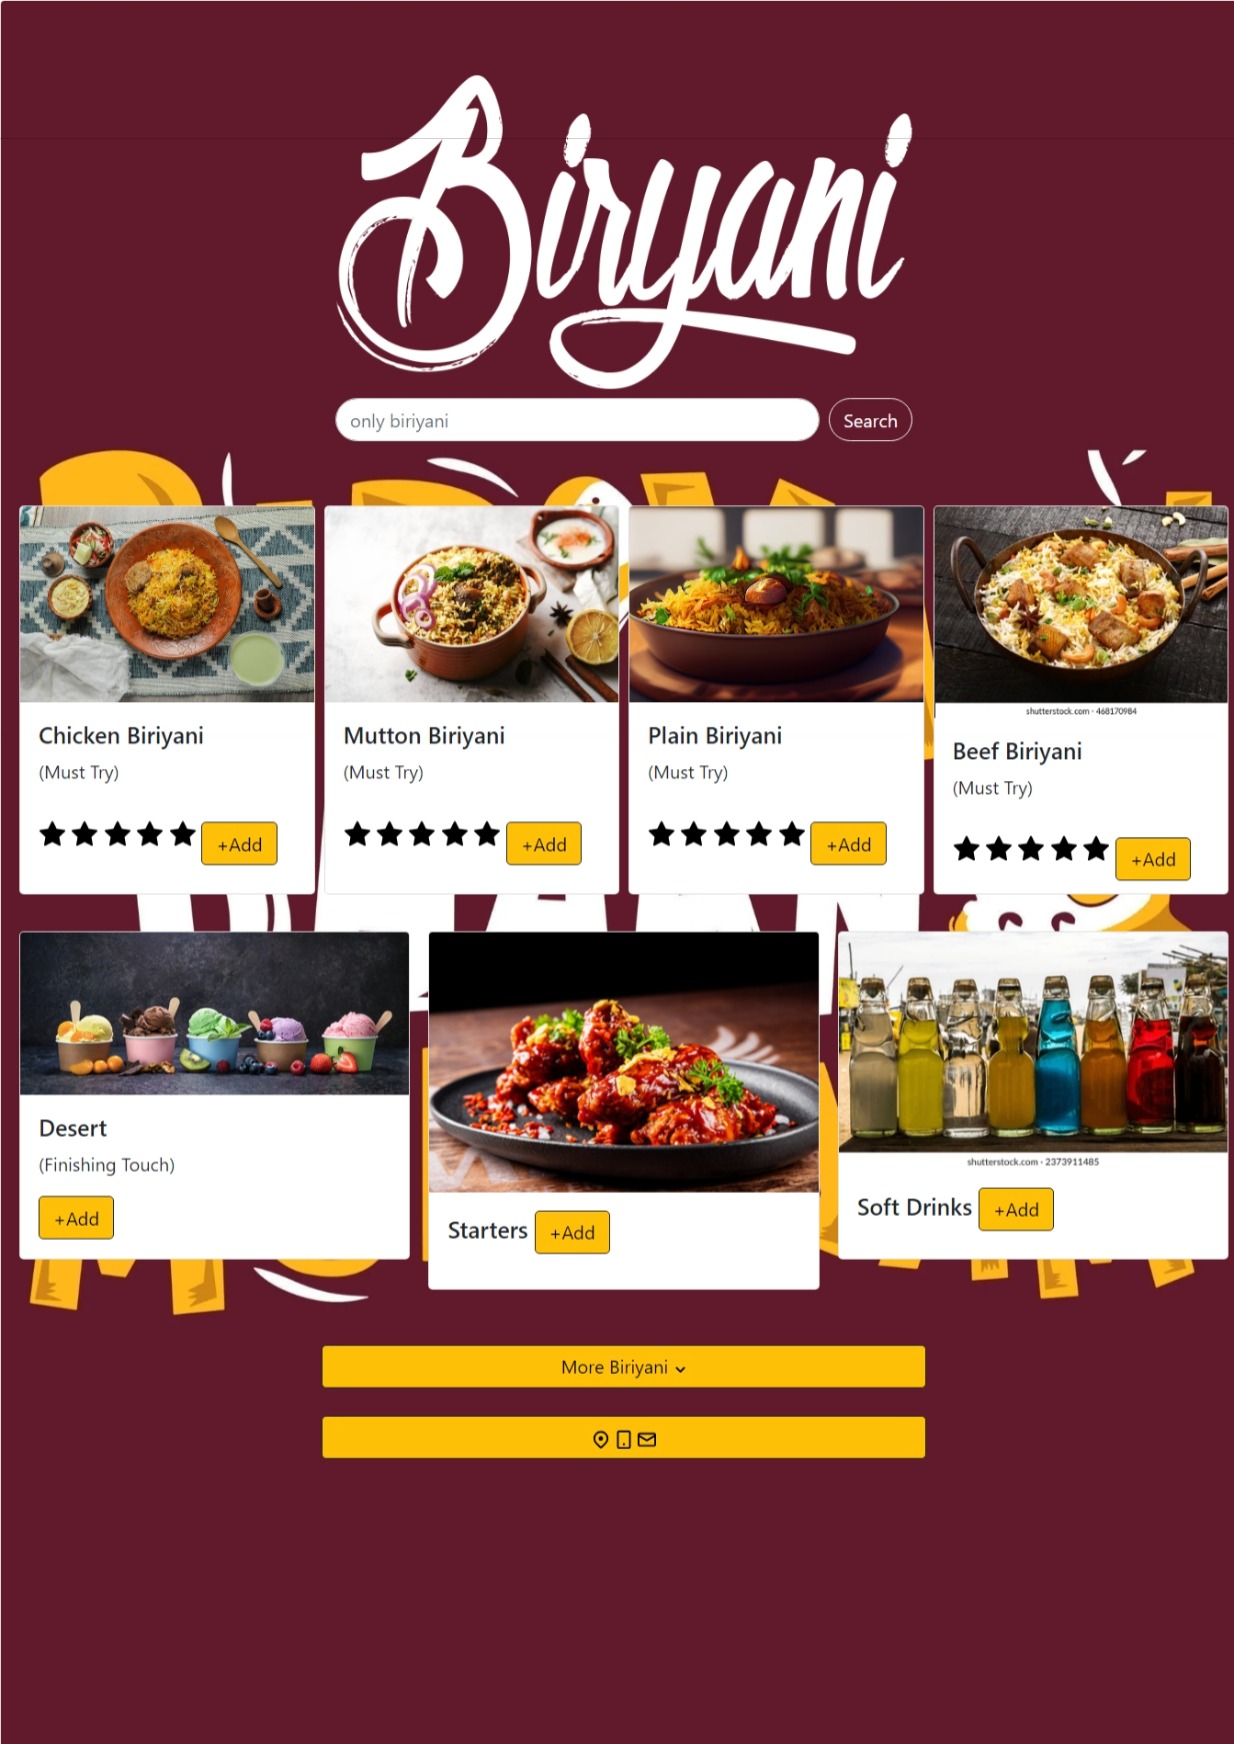 Biryani
only biriyani
Search
Chicken Biriyani
(Must Try)
+Add
Mutton Biriyani
(Must Try)
+Add
Plain Biriyani
(Must Try)
+Add
shutterstock.com · 468170984
Beef Biriyani
(Must Try)
+Add
Desert
(Finishing Touch)
+Add
Starters +Add
shutterstock.com · 2373911485
Soft Drinks +Add
More Biriyani